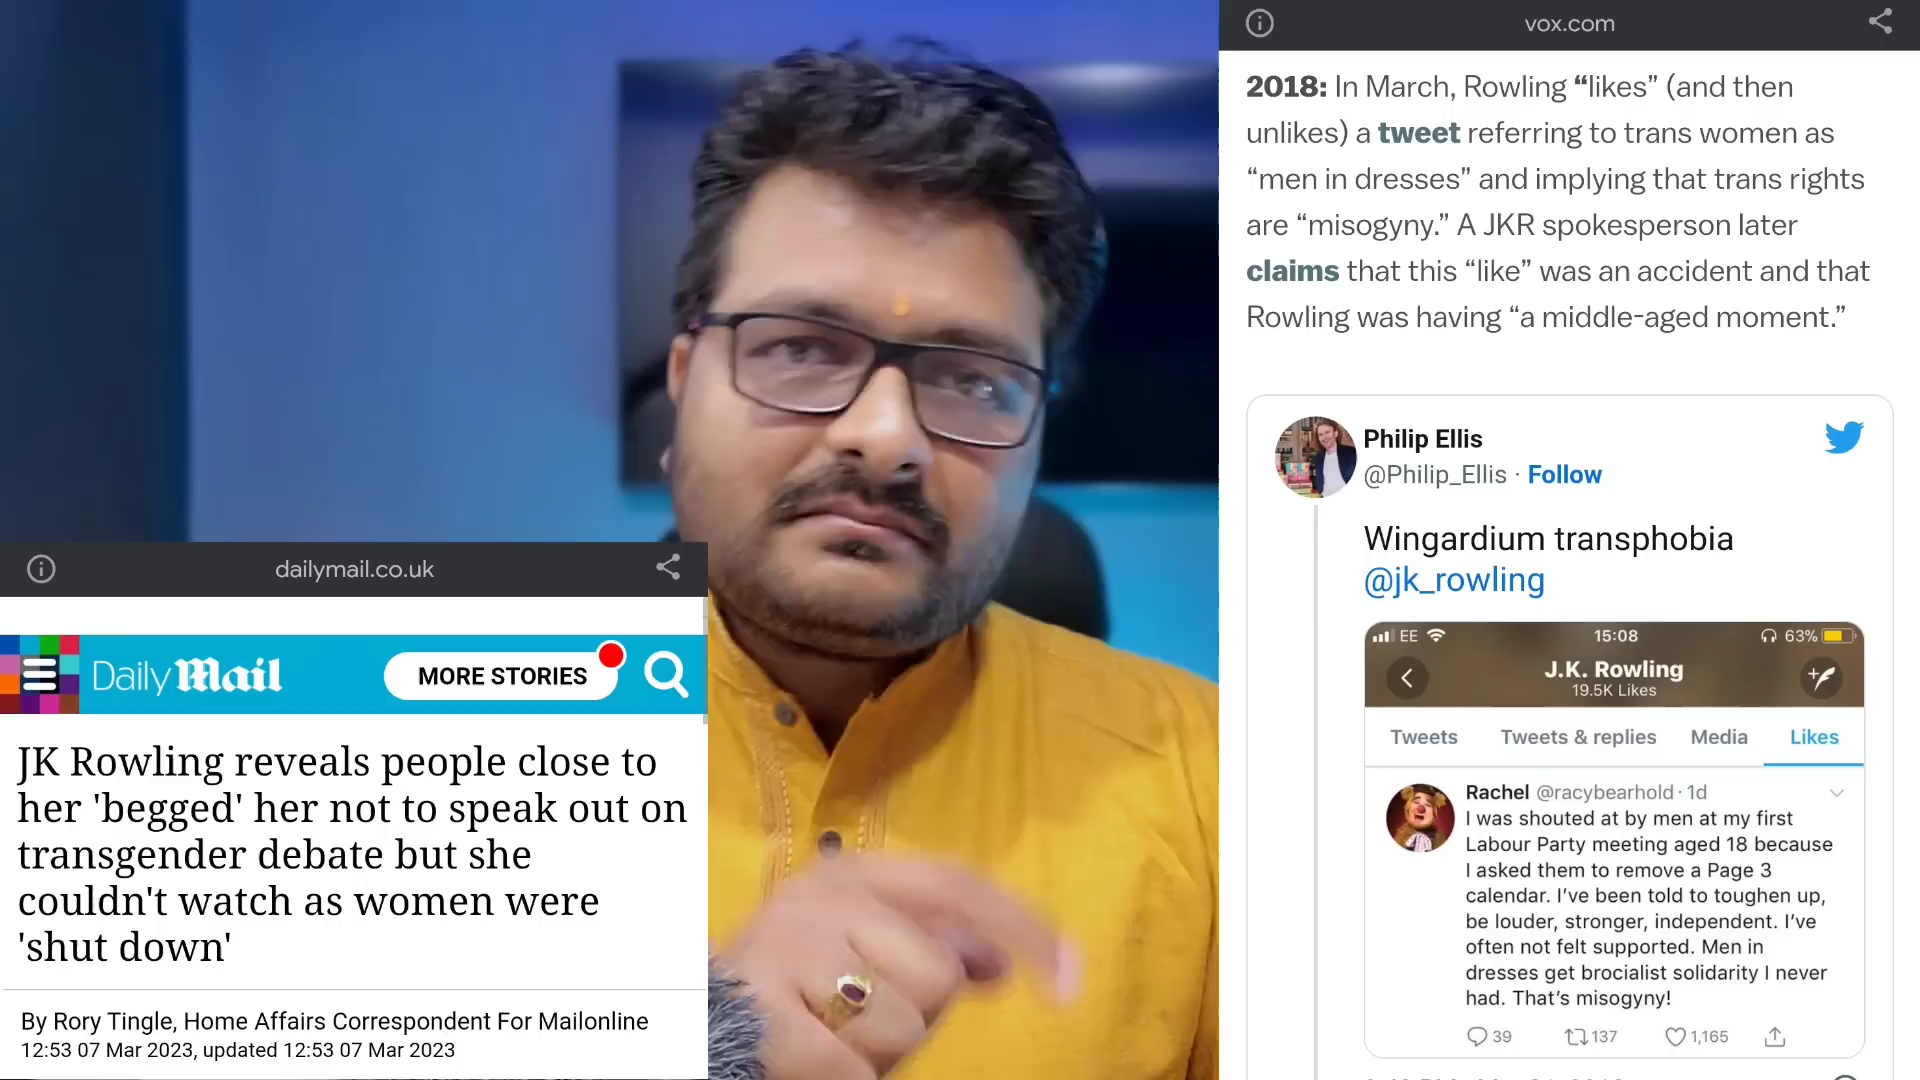 dailymail.co.uk
Daily Mail
MORE STORIES
JK Rowling reveals people close to
her 'begged' her not to speak out on
transgender debate but she
couldn't watch as women were
'shut down'
By Rory Tingle, Home Affairs Correspondent For Mailonline
12:53 07 Mar 2023, updated 12:53 07 Mar 2023
vox.com
2018: In March, Rowling “likes” (and then
unlikes) a tweet referring to trans women as
“men in dresses” and implying that trans rights
are “misogyny.” A JKR spokesperson later
claims that this “like” was an accident and that
Rowling was having “a middle-aged moment.”
Philip Ellis
@Philip_Ellis · Follow
Wingardium transphobia
@jk_rowling
EE 15:08 63%
J.K. Rowling
19.5K Likes
Tweets Tweets & replies Media Likes
Rachel @racybearhold · 1d
I was shouted at by men at my first
Labour Party meeting aged 18 because
I asked them to remove a Page 3
calendar. I’ve been told to toughen up,
be louder, stronger, independent. I’ve
often not felt supported. Men in
dresses get brocialist solidarity I never
had. That’s misogyny!
39 137 1,165